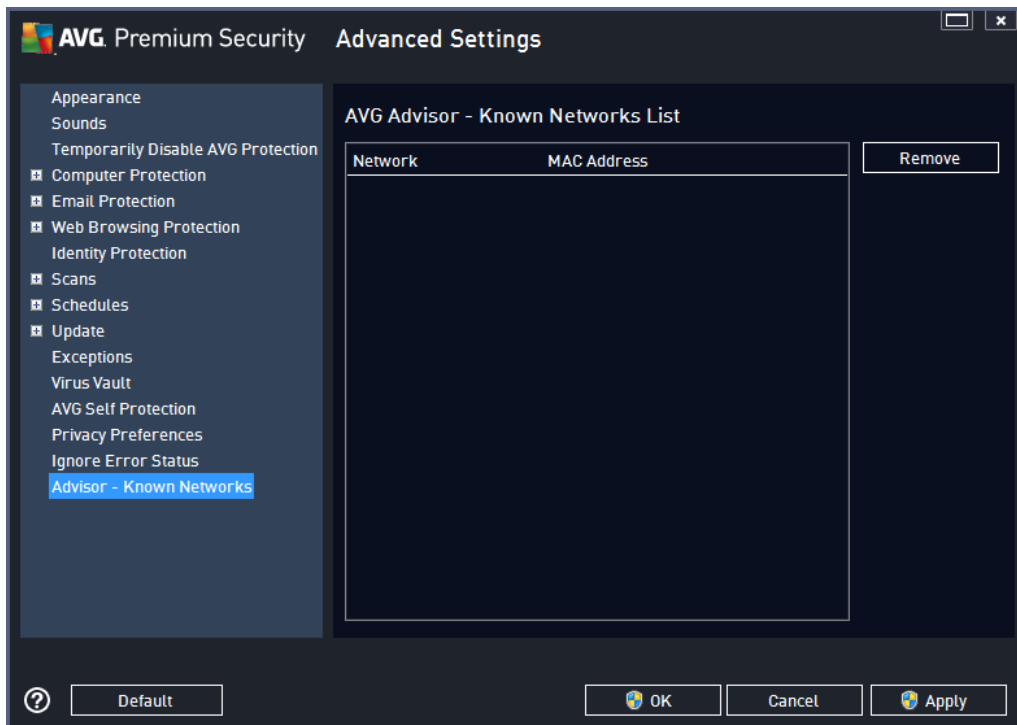 AVG. Premium Security Advanced Settings
Appearance
Sounds
Temporarily Disable AVG Protection
Computer Protection
Email Protection
Web Browsing Protection
Identity Protection
Scans
Schedules
Update
Exceptions
Virus Vault
AVG Self Protection
Privacy Preferences
Ignore Error Status
Advisor - Known Networks
AVG Advisor - Known Networks List
Network MAC Address
Remove
? Default OK Cancel Apply